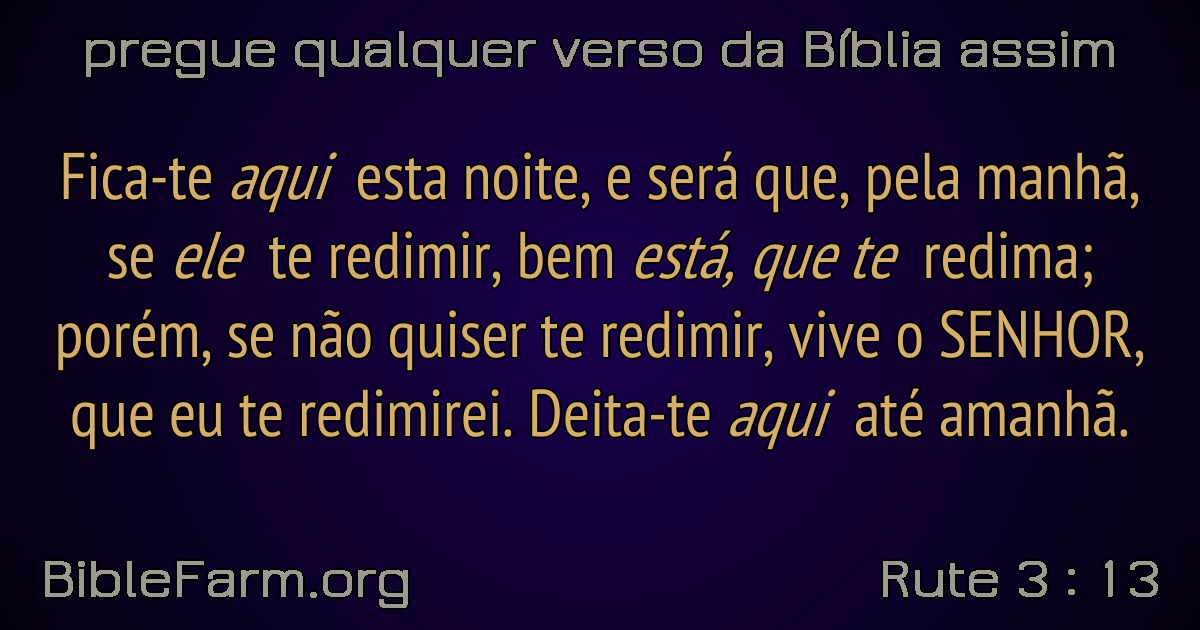 pregue qualquer verso da Bíblia assim
Fica-te aqui esta noite, e será que, pela manhã,
se ele te redimir, bem está, que te redima;
porém, se não quiser te redimir, vive o SENHOR,
que eu te redimirei. Deita-te aqui até amanhã.
BibleFarm.org
Rute 3 : 13